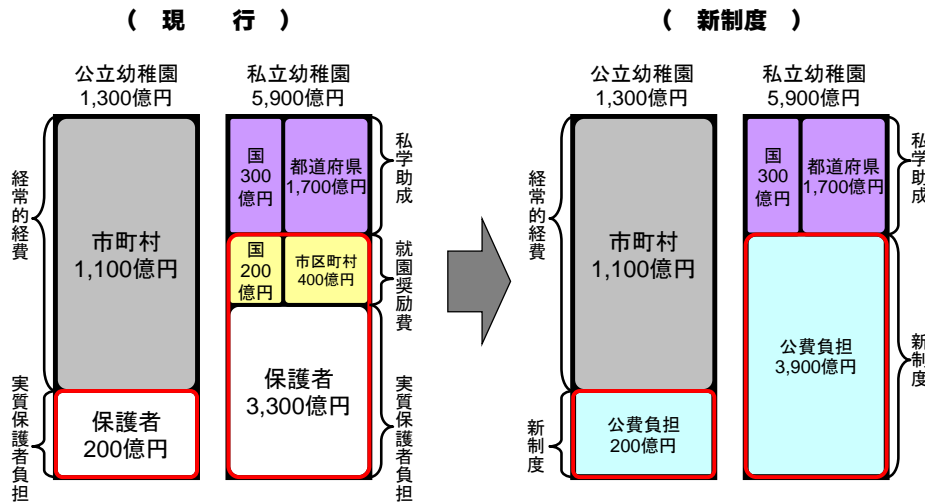 ( 現 行 )
公立幼稚園
1,300億円
私立幼稚園
5,900億円
経常的経費
市町村
1,100億円
実質保護者負担
保護者
200億円
国
300
億円
都道府県
1,700億円
私学助成
国
200
億円
市区町村
400億円
就園奨励費
保護者
3,300億円
実質保護者負担
( 新制度 )
公立幼稚園
1,300億円
私立幼稚園
5,900億円
経常的経費
市町村
1,100億円
新制度
公費負担
200億円
国
300
億円
都道府県
1,700億円
私学助成
公費負担
3,900億円
新制度